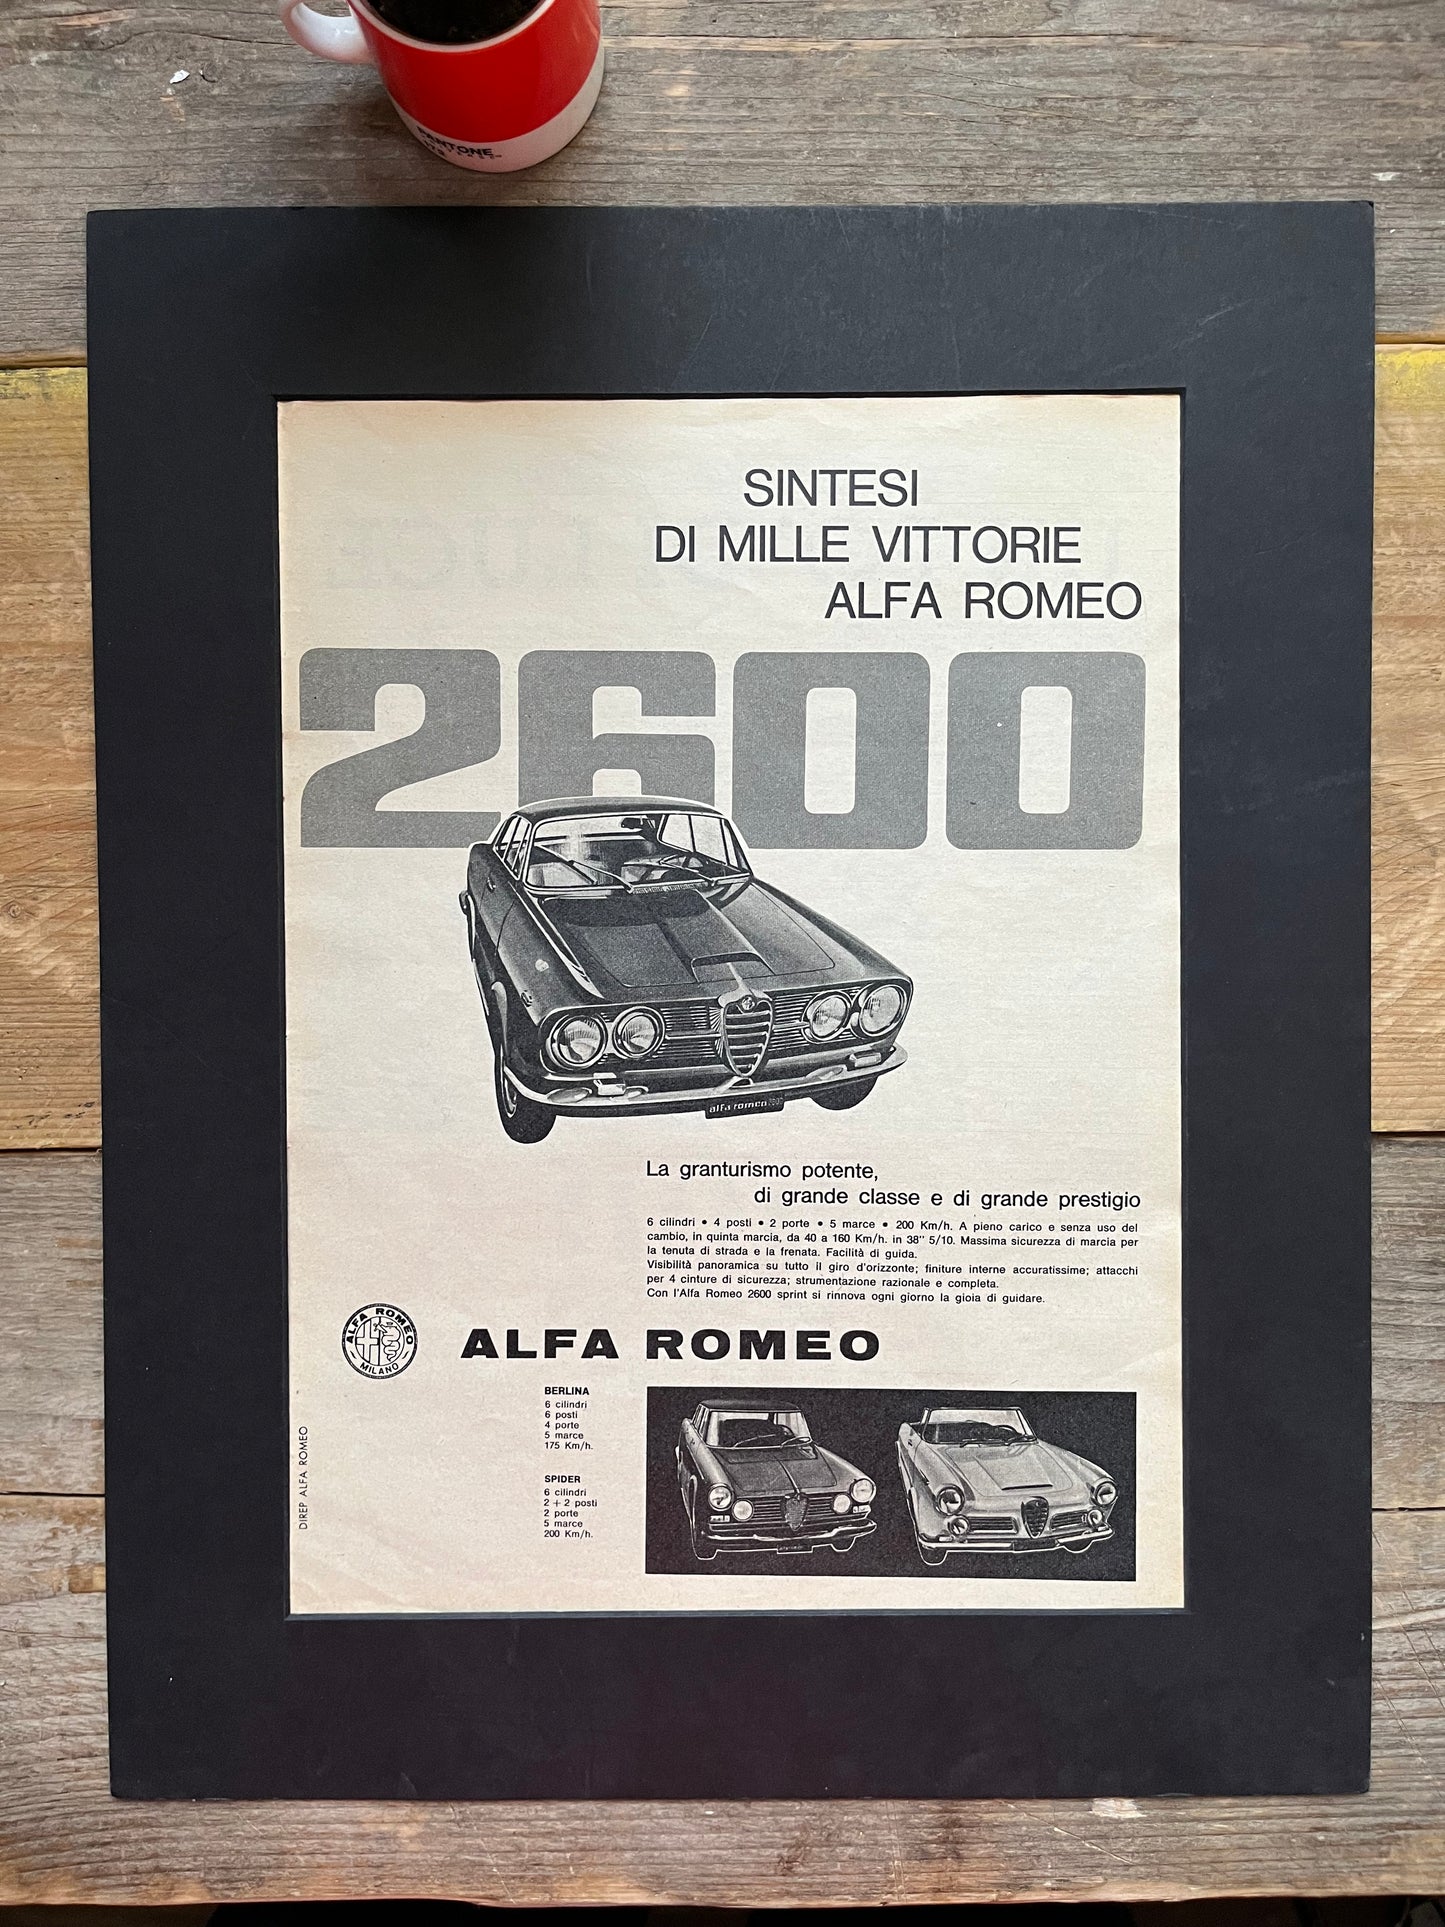 PANTONE
SINTESI
DI MILLE VITTORIE
ALFA ROMEO
2600
alfa romeo 2600
La granturismo potente,
di grande classe e di grande prestigio
6 cilindri • 4 posti • 2 porte • 5 marce • 200 Km/h. A pieno carico e senza uso del
cambio, in quinta marcia, da 40 a 160 Km/h. in 38'' 5/10. Massima sicurezza di marcia per
la tenuta di strada e la frenata. Facilità di guida.
Visibilità panoramica su tutto il giro d'orizzonte; finiture interne accuratissime; attacchi
per 4 cinture di sicurezza; strumentazione razionale e completa.
Con l'Alfa Romeo 2600 sprint si rinnova ogni giorno la gioia di guidare.
ALFA ROMEO
MILANO
ALFA ROMEO
BERLINA
6 cilindri
6 posti
4 porte
5 marce
175 Km/h.
SPIDER
6 cilindri
2 + 2 posti
2 porte
5 marce
200 Km/h.
DIREP ALFA ROMEO